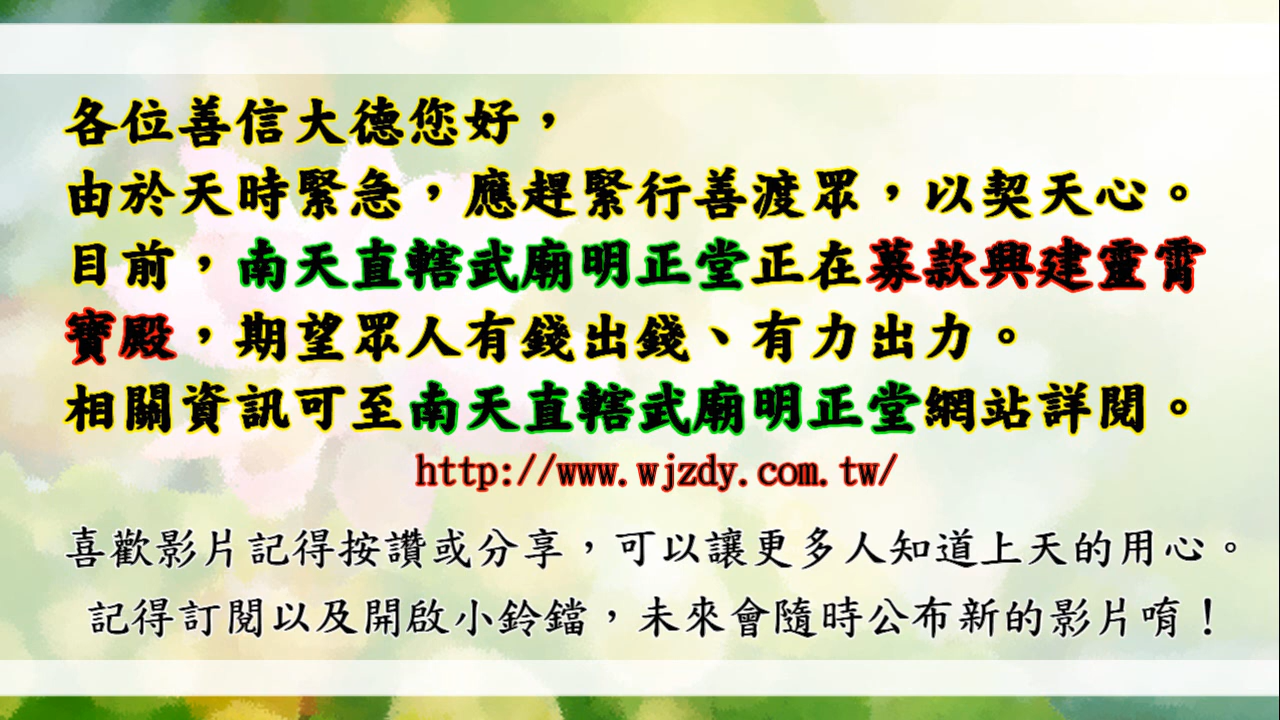 各位善信大德您好，
由於天時緊急，應趕緊行善渡眾，以契天心。
目前，南天直轄武廟明正堂正在募款興建靈霄
寶殿，期望眾人有錢出錢、有力出力。
相關資訊可至南天直轄武廟明正堂網站詳閱。
http://www.wjzdy.com.tw/
喜歡影片記得按讚或分享，可以讓更多人知道上天的用心。
記得訂閱以及開啟小鈴鐺，未來會隨時公布新的影片唷！